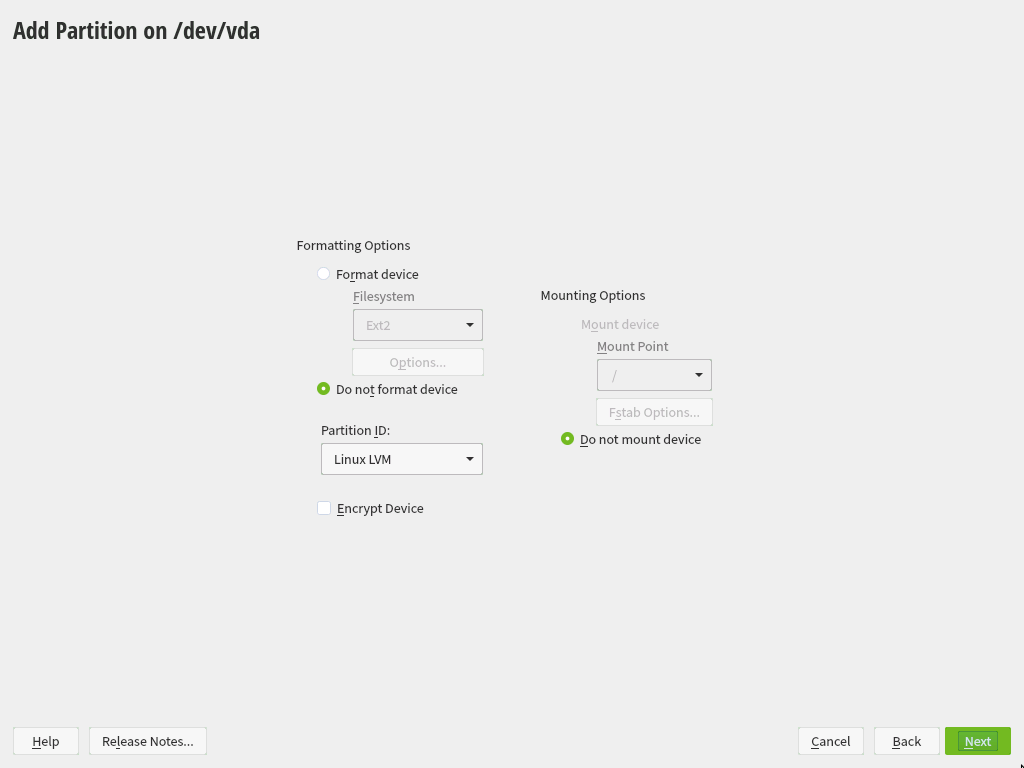 Add Partition on /dev/vda
Formatting Options
Format device
Filesystem
Ext2
Options...
Do not format device
Partition ID:
Linux LVM
Encrypt Device
Mounting Options
Mount device
Mount Point
/
Fstab Options...
Do not mount device
Help
Release Notes...
Cancel
Back
Next